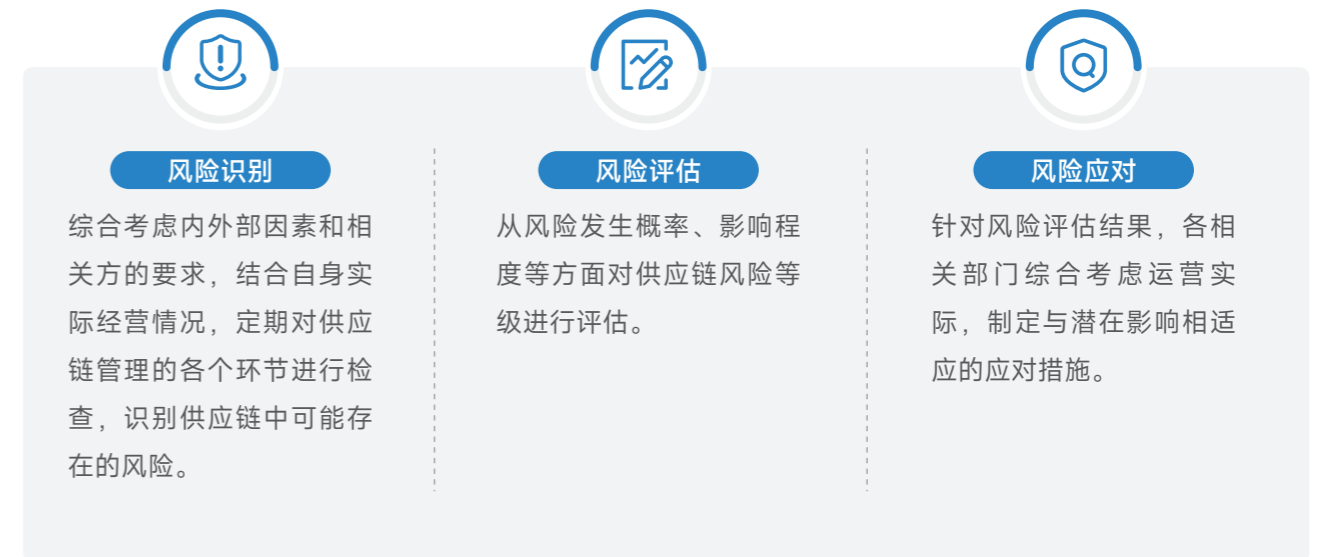 风险识别
综合考虑内外部因素和相
关方的要求，结合自身实
际经营情况，定期对供应
链管理的各个环节进行检
查，识别供应链中可能存
在的风险。
风险评估
从风险发生概率、影响程
度等方面对供应链风险等
级进行评估。
风险应对
针对风险评估结果，各相
关部门综合考虑运营实
际，制定与潜在影响相适
应的应对措施。